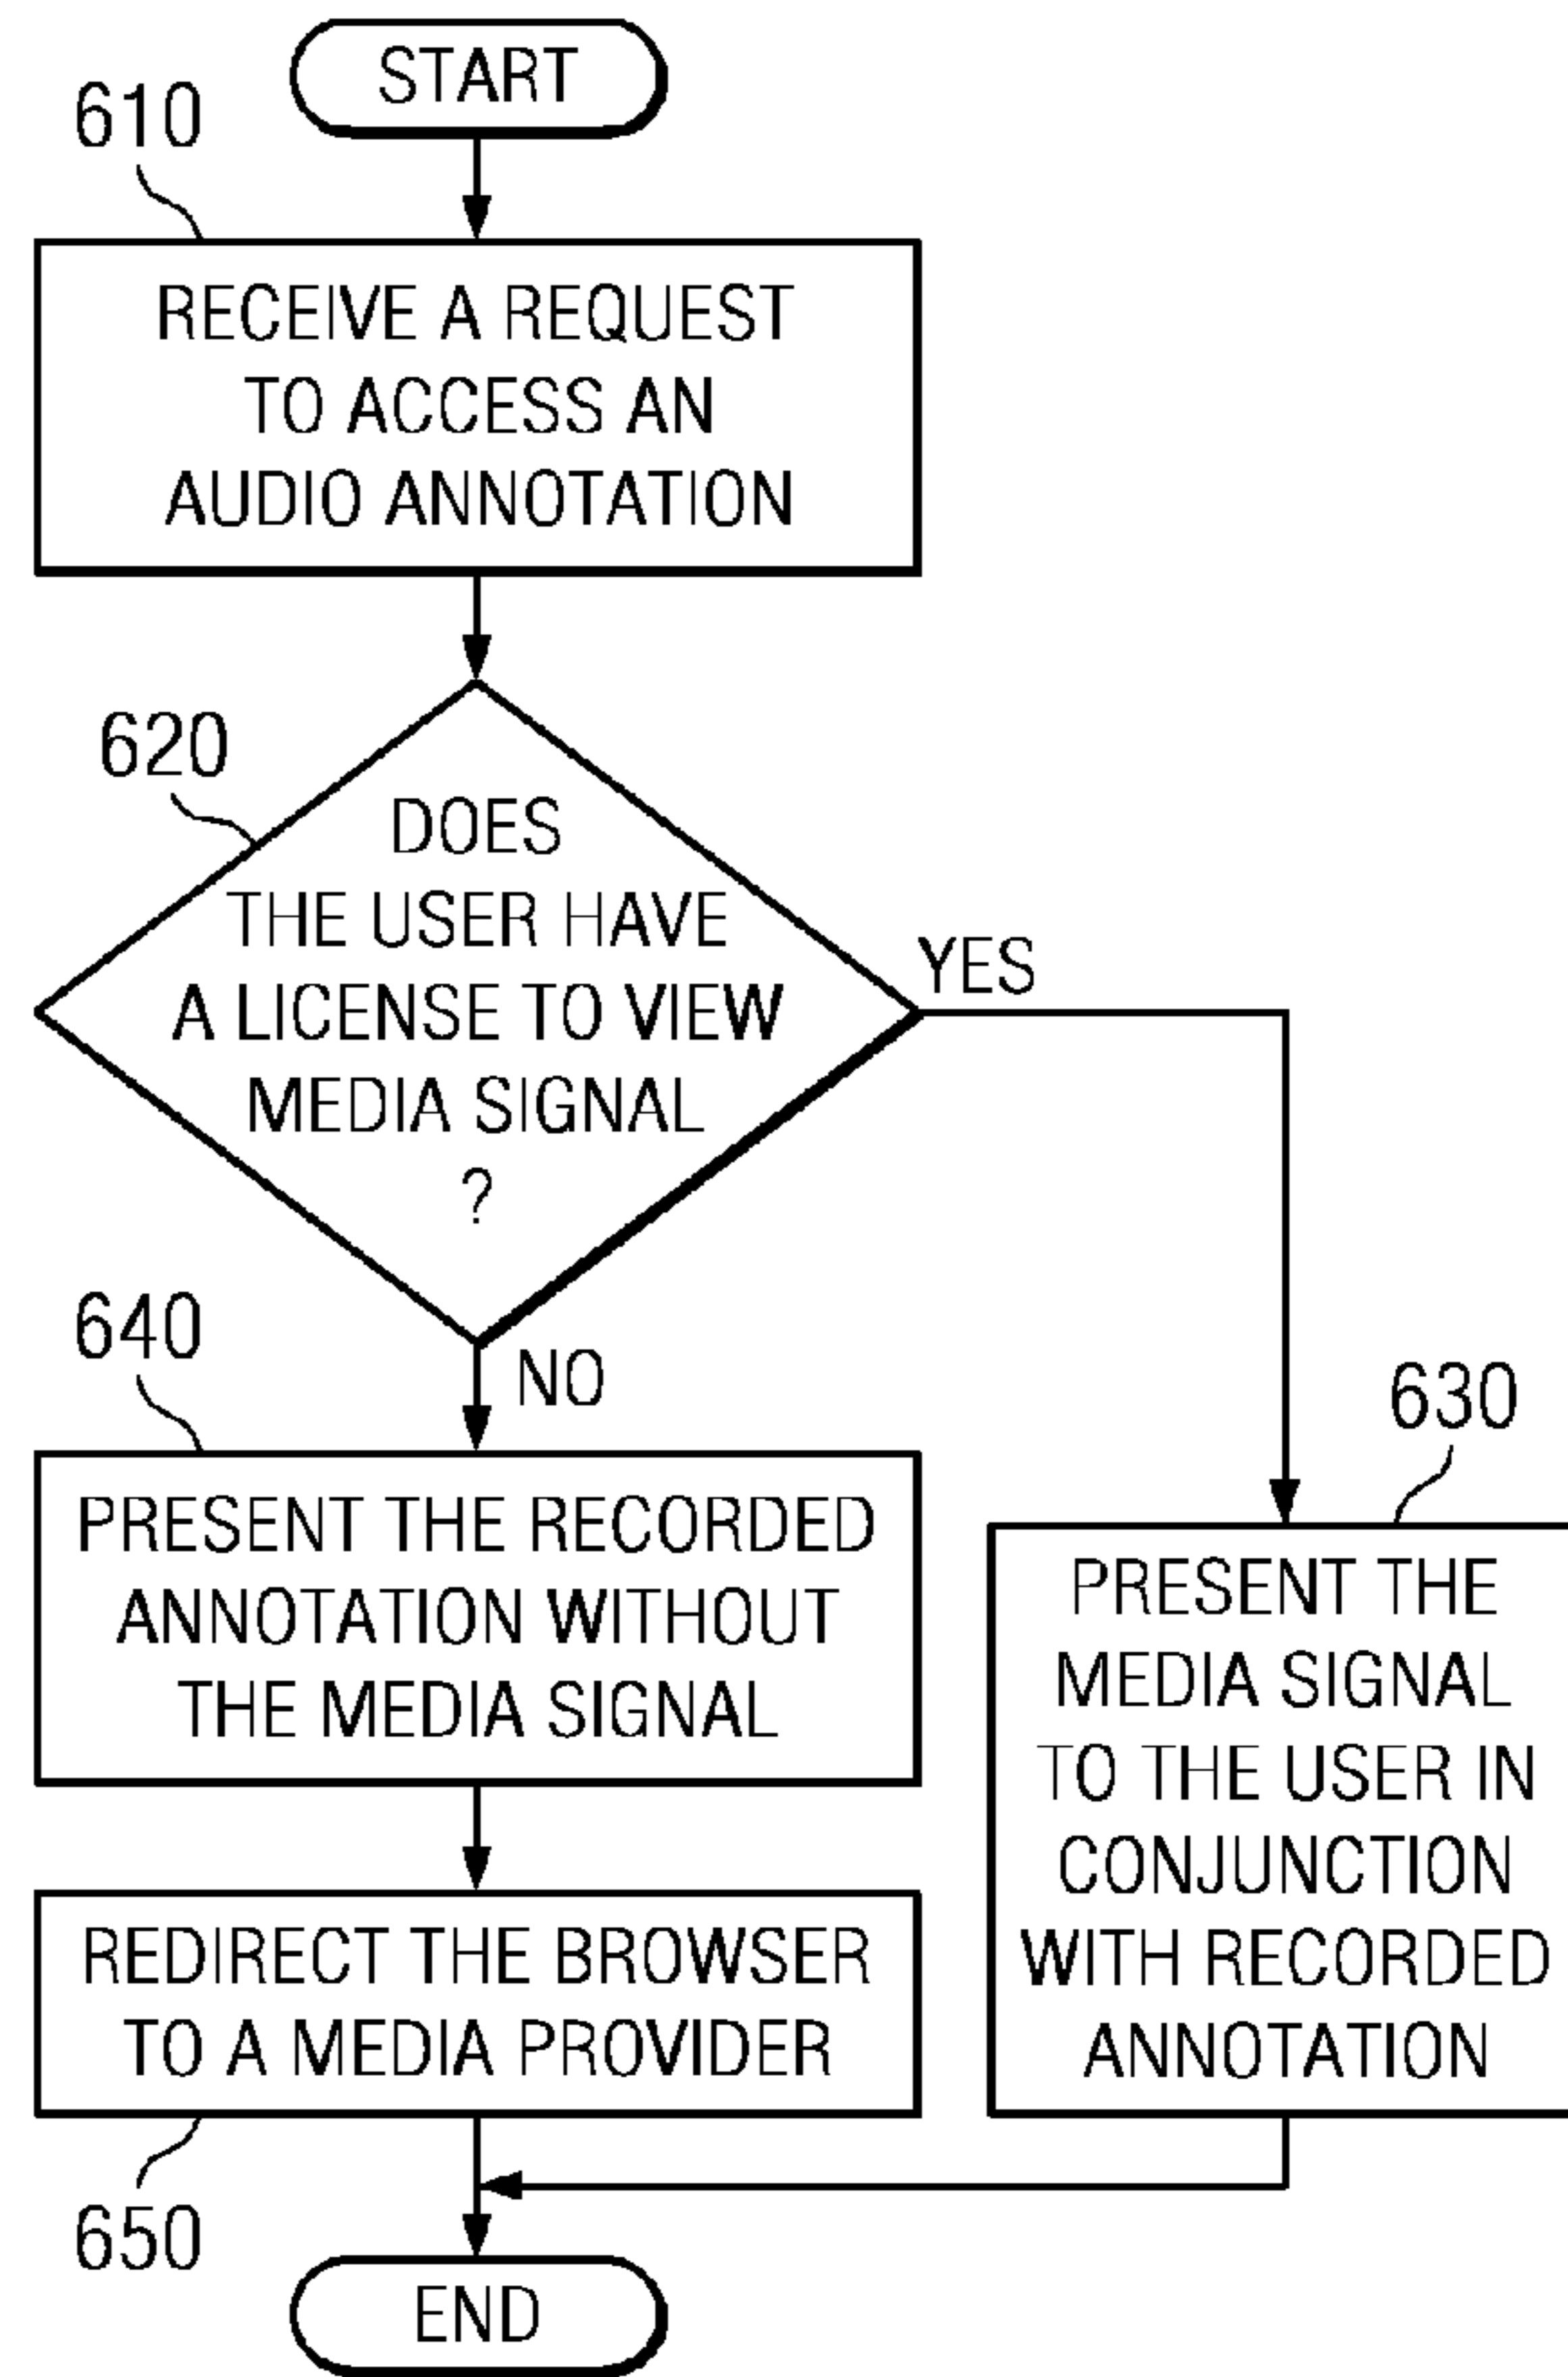 START
610
RECEIVE A REQUEST
TO ACCESS AN
AUDIO ANNOTATION
620
DOES
THE USER HAVE
A LICENSE TO VIEW
MEDIA SIGNAL
?
YES
NO
640
PRESENT THE RECORDED
ANNOTATION WITHOUT
THE MEDIA SIGNAL
630
PRESENT THE
MEDIA SIGNAL
TO THE USER IN
CONJUNCTION
WITH RECORDED
ANNOTATION
REDIRECT THE BROWSER
TO A MEDIA PROVIDER
650
END